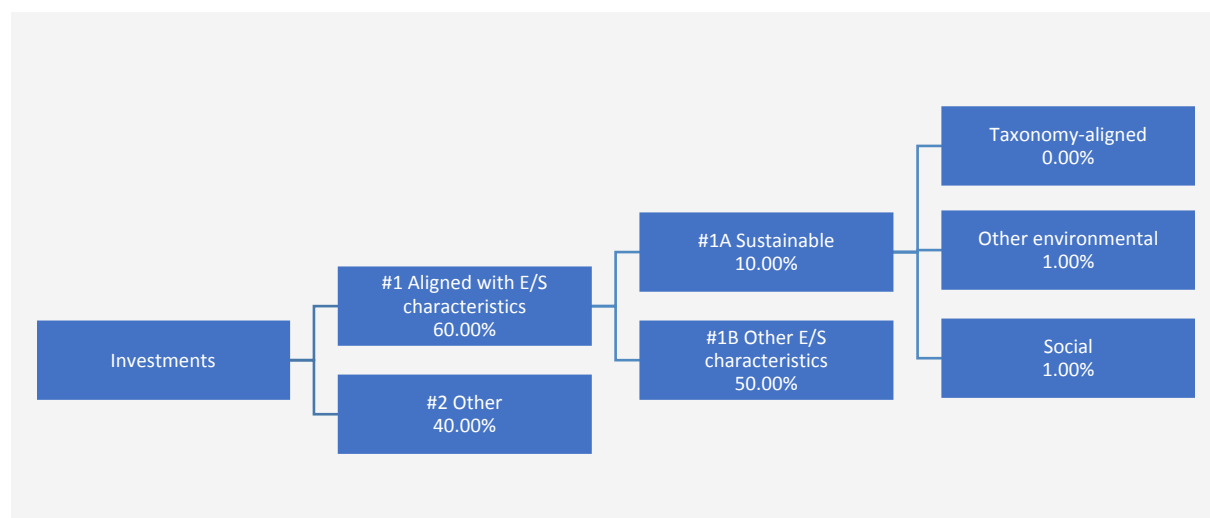 Investments
#1 Aligned with E/S
characteristics
60.00%
#2 Other
40.00%
#1A Sustainable
10.00%
#1B Other E/S
characteristics
50.00%
Taxonomy-aligned
0.00%
Other environmental
1.00%
Social
1.00%